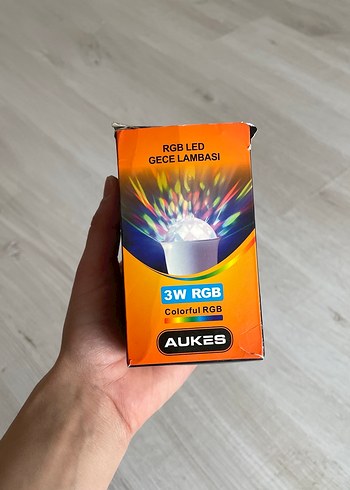 RGB LED
GECE LAMBASI
3W RGB
Colorful RGB
AUKES